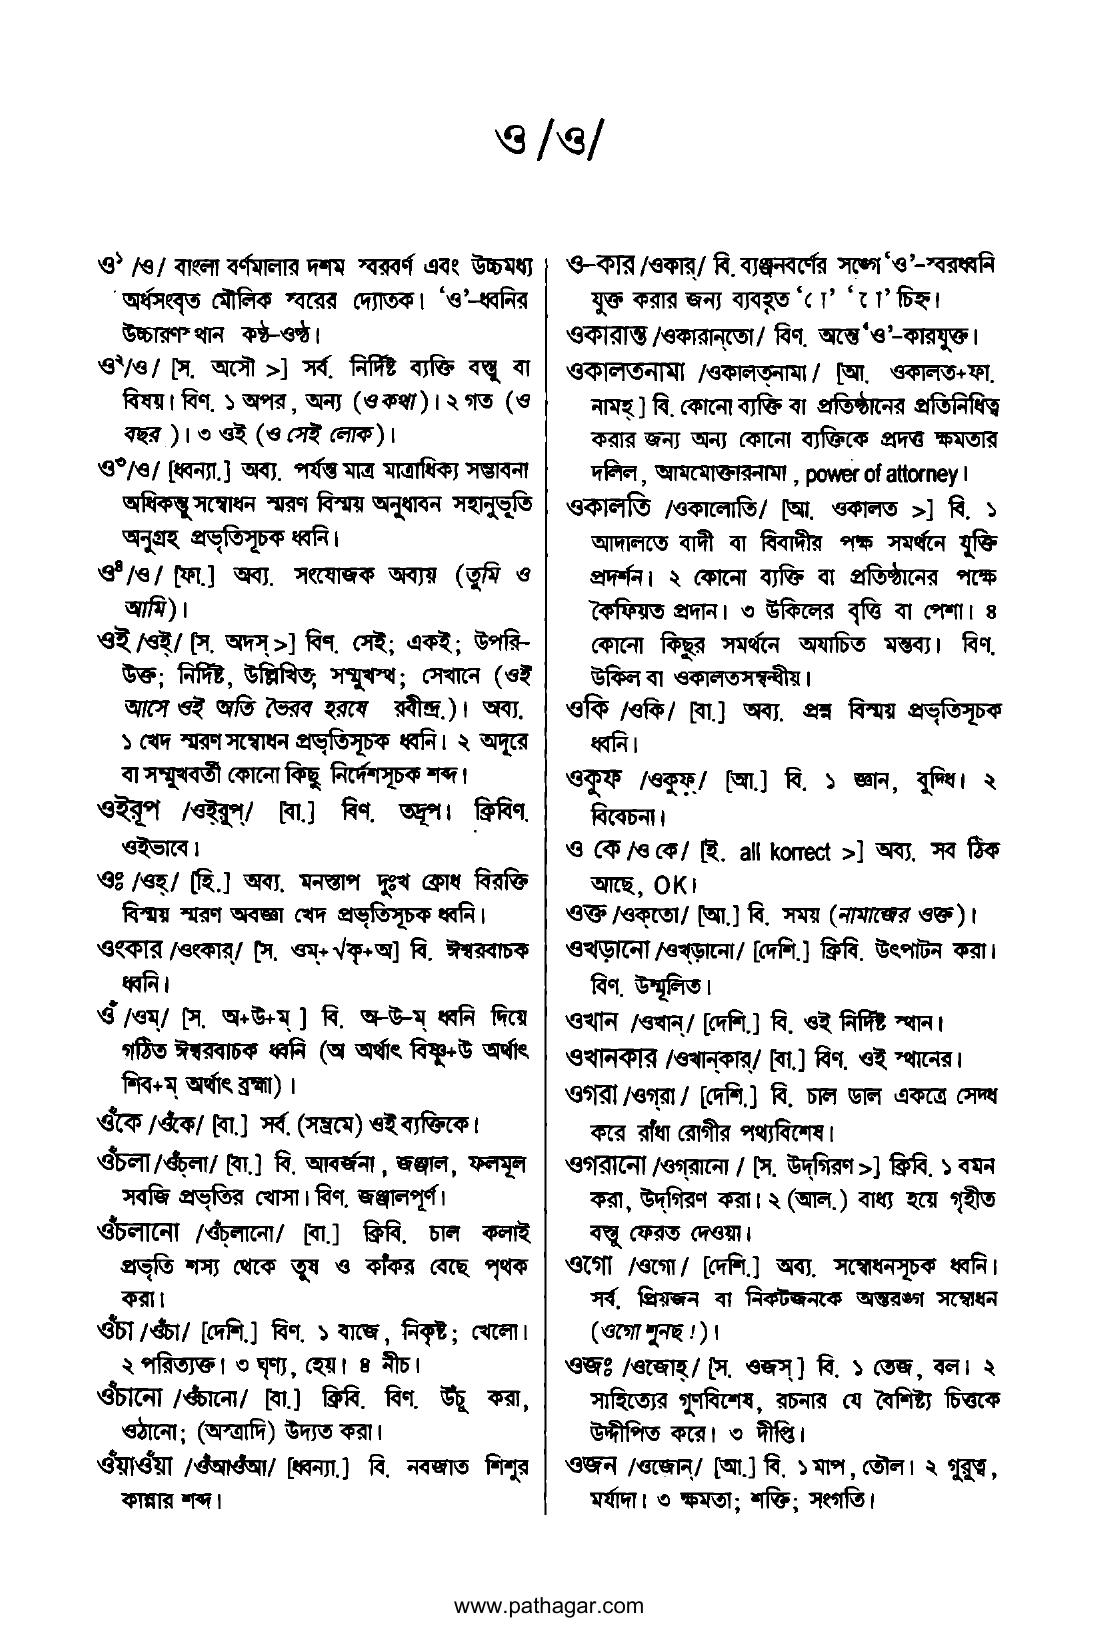 ও /ও/
ও১ /ও/ বাংলা বর্ণমালার দশম স্বরবর্ণ এবং উচ্চমধ্য
অর্ধসংবৃত মৌলিক স্বরের দ্যোতক। ‘ও’-ধ্বনির
উচ্চারণস্থান কণ্ঠ-ওষ্ঠ।
ও২/ও/ [স. অসৌ >] সর্ব. নির্দিষ্ট ব্যক্তি বস্তু বা
বিষয়। বিণ. ১ অপর, অন্য (ও কথা)। ২ গত (ও
বছর )। ৩ ওই (ও সেই লোক)।
ও৩/ও/ [ধ্বন্যা.] অব্য. পর্যন্ত মাত্র মাত্রাধিক্য সম্ভাবনা
অধিকন্তু সম্বোধন স্মরণ বিস্ময় অনুধাবন সহানুভূতি
অনুগ্রহ প্রভৃতিসূচক ধ্বনি।
ও৪/ও/ [ফা.] অব্য. সংযোজক অব্যয় (তুমি ও
আমি)।
ওই /ওই্/ [স. অদস্ >] বিণ. সেই; একই; উপরি-
উক্ত; নির্দিষ্ট, উল্লিখিত; সম্মুখস্থ; সেখানে (ওই
আসে ওই অতি ভৈরব হরষে রবীন্দ্র.)। অব্য.
১ খেদ স্মরণ সম্বোধন প্রভৃতিসূচক ধ্বনি। ২ অদূরে
বা সম্মুখবর্তী কোনো কিছু নির্দেশসূচক শব্দ।
ওইরূপ /ওই্‌রুপ্/ [বা.] বিণ. তদ্রূপ। ক্রিবিণ.
ওইভাবে।
ওঃ /ওহ্/ [হি.] অব্য. মনস্তাপ দুঃখ ক্রোধ বিরক্তি
বিস্ময় স্মরণ অবজ্ঞা খেদ প্রভৃতিসূচক ধ্বনি।
ওংকার /ওংকার্/ [স. ওম্+√কৃ+অ] বি. ঈশ্বরবাচক
ধ্বনি।
ওঁ /ওম্/ [স. অ+উ+ম্ ] বি. অ-উ-ম্ ধ্বনি দিয়ে
গঠিত ঈশ্বরবাচক ধ্বনি (অ অর্থাৎ বিষ্ণু+উ অর্থাৎ
শিব+ম্ অর্থাৎ ব্রহ্মা) ।
ওঁকে /ওঁকে/ [বা.] সর্ব. (সম্ভ্রমে) ওই ব্যক্তিকে।
ওঁচলা /ওঁচ্‌লা/ [বা.] বি. আবর্জনা, জঞ্জাল, ফলমূল
সবজি প্রভৃতির খোসা। বিণ. জঞ্জালপূর্ণ।
ওঁচলানো /ওঁচ্‌লানো/ [বা.] ক্রিবি. চাল কলাই
প্রভৃতি শস্য থেকে তুষ ও কাঁকর বেছে পৃথক
করা।
ওঁচা /ওঁচা/ [দেশি.] বিণ. ১ বাজে, নিকৃষ্ট; খেলো।
২ পরিত্যক্ত। ৩ ঘৃণ্য, হেয়। ৪ নীচ।
ওঁচানো /ওঁচানো/ [বা.] ক্রিবি. বিণ. উঁচু করা,
ওঠানো; (অস্ত্রাদি) উদ্যত করা।
ওঁয়াওঁয়া /ওঁআওঁআ/ [ধ্বন্যা.] বি. নবজাত শিশুর
কান্নার শব্দ।
ও-কার /ওকার্/ বি. ব্যঞ্জনবর্ণের সঙ্গে ‘ও’-স্বরধ্বনি
যুক্ত করার জন্য ব্যবহৃত ‘ো’ ‘ো’ চিহ্ন।
ওকারান্ত /ওকারান্‌তো/ বিণ. অন্তে ‘ও’-কারযুক্ত।
ওকালতনামা /ওকালত্‌নামা/ [আ. ওকালত+ফা.
নামহ্ ] বি. কোনো ব্যক্তি বা প্রতিষ্ঠানের প্রতিনিধিত্ব
করার জন্য অন্য কোনো ব্যক্তিকে প্রদত্ত ক্ষমতার
দলিল, আমমোক্তারনামা, power of attorney।
ওকালতি /ওকালোতি/ [আ. ওকালত >] বি. ১
আদালতে বাদী বা বিবাদীর পক্ষ সমর্থনে যুক্তি
প্রদর্শন। ২ কোনো ব্যক্তি বা প্রতিষ্ঠানের পক্ষে
কৈফিয়ত প্রদান। ৩ উকিলের বৃত্তি বা পেশা। ৪
কোনো কিছুর সমর্থনে অযাচিত মন্তব্য। বিণ.
উকিল বা ওকালতসম্বন্ধীয়।
ওকি /ওকি/ [বা.] অব্য. প্রশ্ন বিস্ময় প্রভৃতিসূচক
ধ্বনি।
ওকুফ /ওকুফ্/ [আ.] বি. ১ জ্ঞান, বুদ্ধি। ২
বিবেচনা।
ও কে /ও কে/ [ই. all korrect >] অব্য. সব ঠিক
আছে, OK।
ওক্ত /ওক্‌তো/ [আ.] বি. সময় (নামাজের ওক্ত)।
ওখড়ানো /ওখ্‌ড়ানো/ [দেশি.] ক্রিবি. উৎপাটন করা।
বিণ. উন্মূলিত।
ওখান /ওখান্/ [দেশি.] বি. ওই নির্দিষ্ট স্থান।
ওখানকার /ওখান্‌কার্/ [বা.] বিণ. ওই স্থানের।
ওগরা /ওগ্‌রা/ [দেশি.] বি. চাল ডাল একত্রে সেদ্ধ
করে রাঁধা রোগীর পথ্যবিশেষ।
ওগরানো /ওগ্‌রানো / [স. উদ্‌গিরণ >] ক্রিবি. ১ বমন
করা, উদ্‌গিরণ করা। ২ (আল.) বাধ্য হয়ে গৃহীত
বস্তু ফেরত দেওয়া।
ওগো /ওগো/ [দেশি.] অব্য. সম্বোধনসূচক ধ্বনি।
সর্ব. প্রিয়জন বা নিকটজনকে অন্তরঙ্গ সম্বোধন
(ওগো শুনছ !)।
ওজঃ /ওজোহ্/ [স. ওজস্ ] বি. ১ তেজ, বল। ২
সাহিত্যের গুণবিশেষ, রচনার যে বৈশিষ্ট্য চিত্তকে
উদ্দীপিত করে। ৩ দীপ্তি।
ওজন /ওজোন্/ [আ.] বি. ১ মাপ, তৌল। ২ গুরুত্ব,
মর্যাদা। ৩ ক্ষমতা; শক্তি; সংগতি।
www.pathagar.com